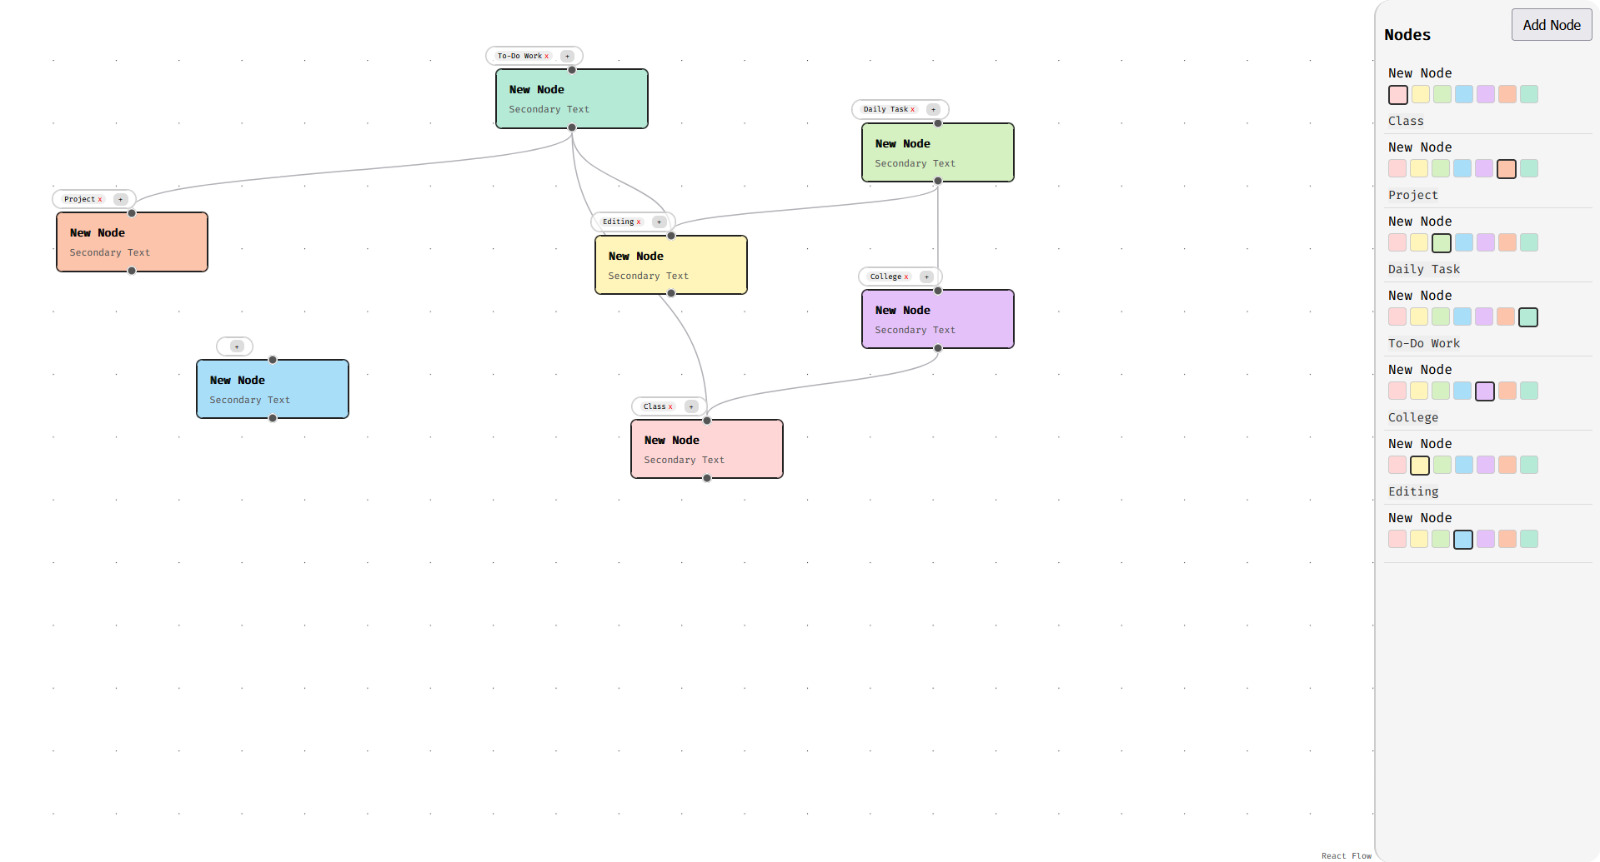 To-Do Work x +
New Node
Secondary Text
Daily Task x +
New Node
Secondary Text
Project x +
New Node
Secondary Text
Editing x +
New Node
Secondary Text
College x +
New Node
Secondary Text
+
New Node
Secondary Text
Class x +
New Node
Secondary Text
React Flow
Nodes
Add Node
New Node
Class
New Node
Project
New Node
Daily Task
New Node
To-Do Work
New Node
College
New Node
Editing
New Node